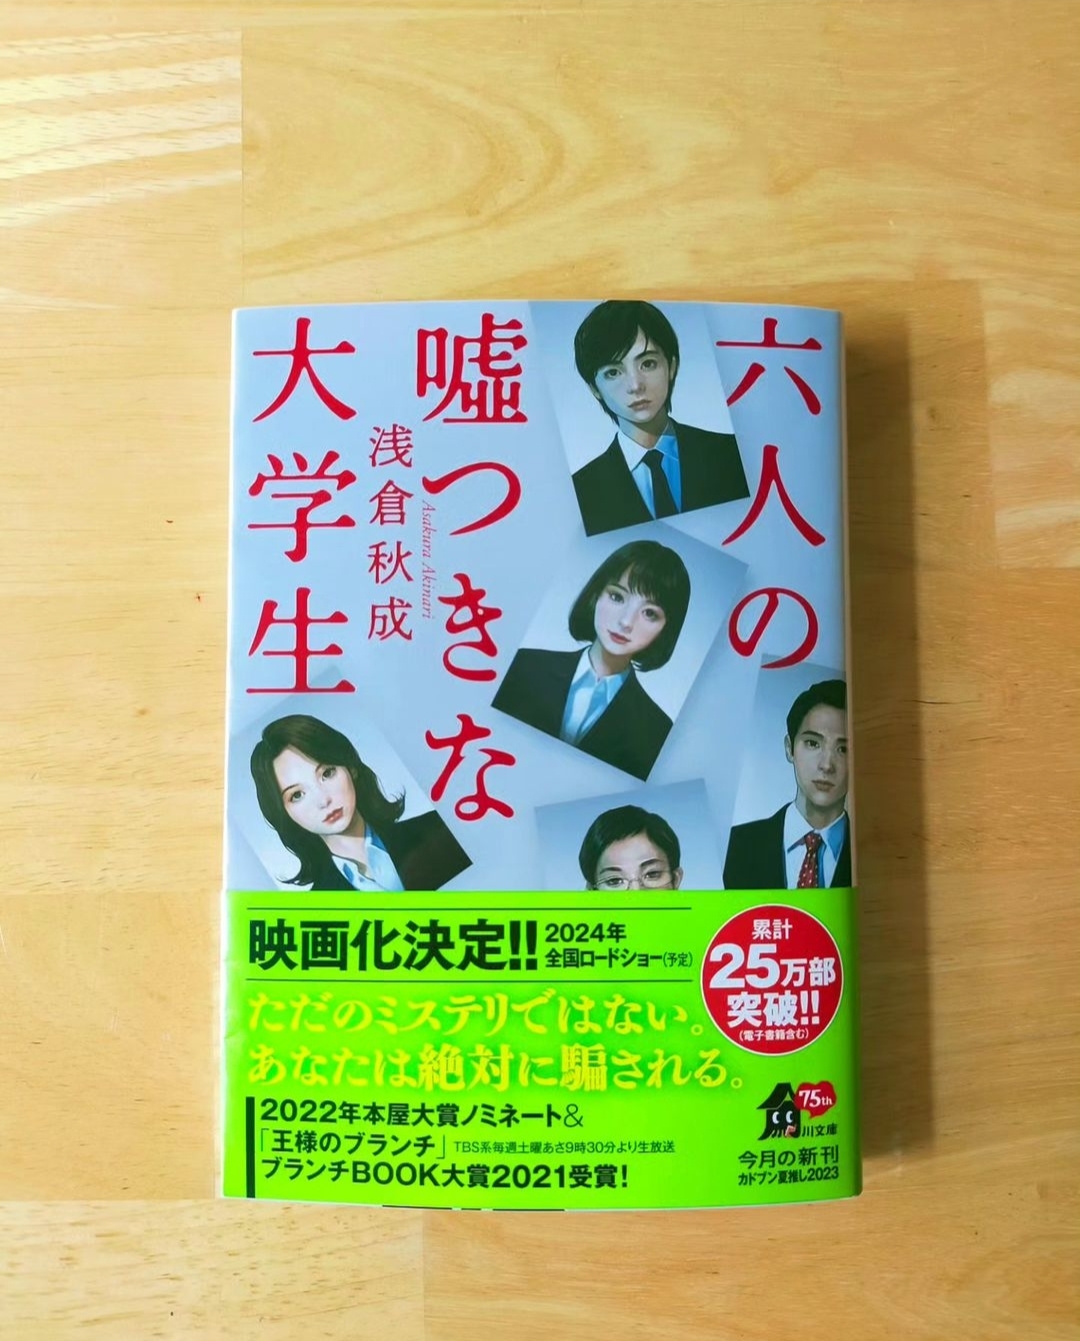 六人の
嘘つきな
大学生
浅倉秋成
Asakura Akinari
映画化決定!!
2024年
全国ロードショー(予定)
累計
25万部
突破!!
(電子書籍含む)
ただのミステリではない。
あなたは絶対に騙される。
2022年本屋大賞ノミネート&
「王様のブランチ」TBS系毎週土曜あさ9時30分より生放送
ブランチBOOK大賞2021受賞!
75th
角川文庫
今月の新刊
カドブン夏推し2023